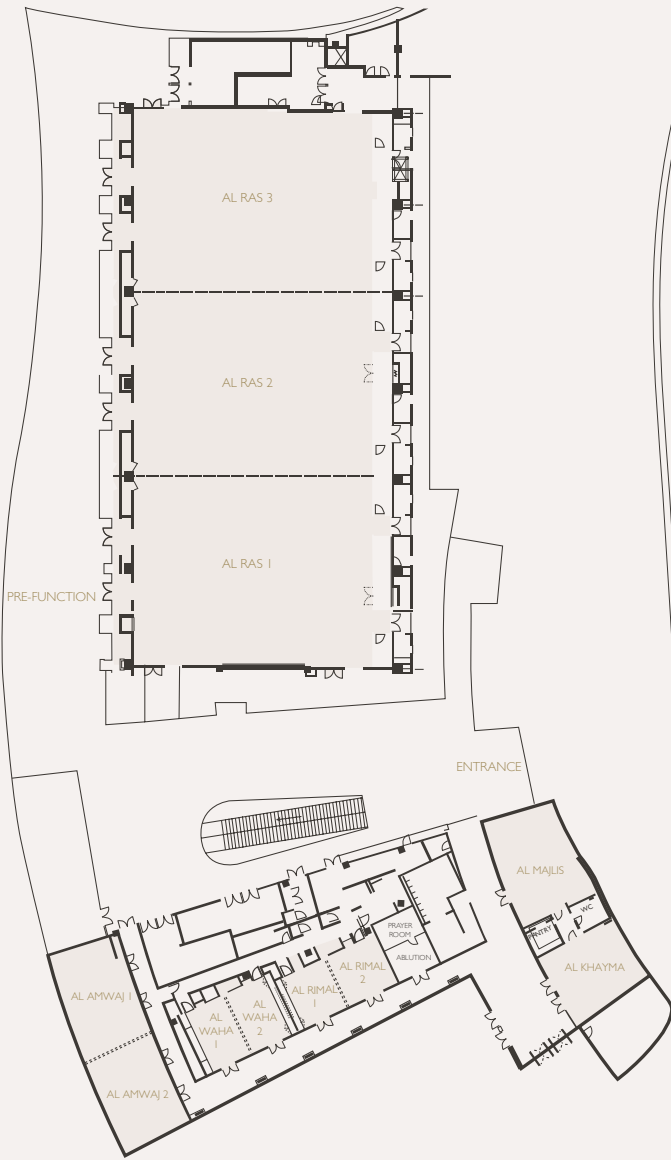 AL RAS 3
AL RAS 2
AL RAS 1
PRE-FUNCTION
ENTRANCE
AL MAJLIS
WC
PANTRY
AL KHAYMA
PRAYER
ROOM
ABLUTION
AL RIMAL
2
AL RIMAL
1
AL
WAHA
2
AL
WAHA
1
AL AMWAJ 1
AL AMWAJ 2